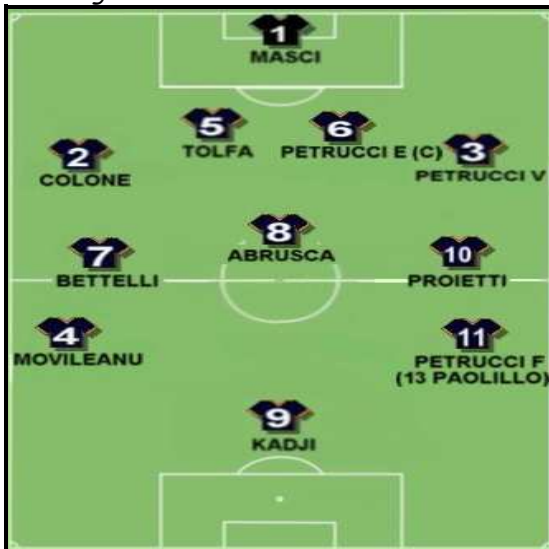 1
MASCI
5
6
TOLFA
PETRUCCI E (C)
2
3
COLONE
PETRUCCI V
8
ABRUSCA
7
10
BETTELLI
PROIETTI
4
11
MOVILEANU
PETRUCCI F
(13 PAOLILLO)
9
KADJI